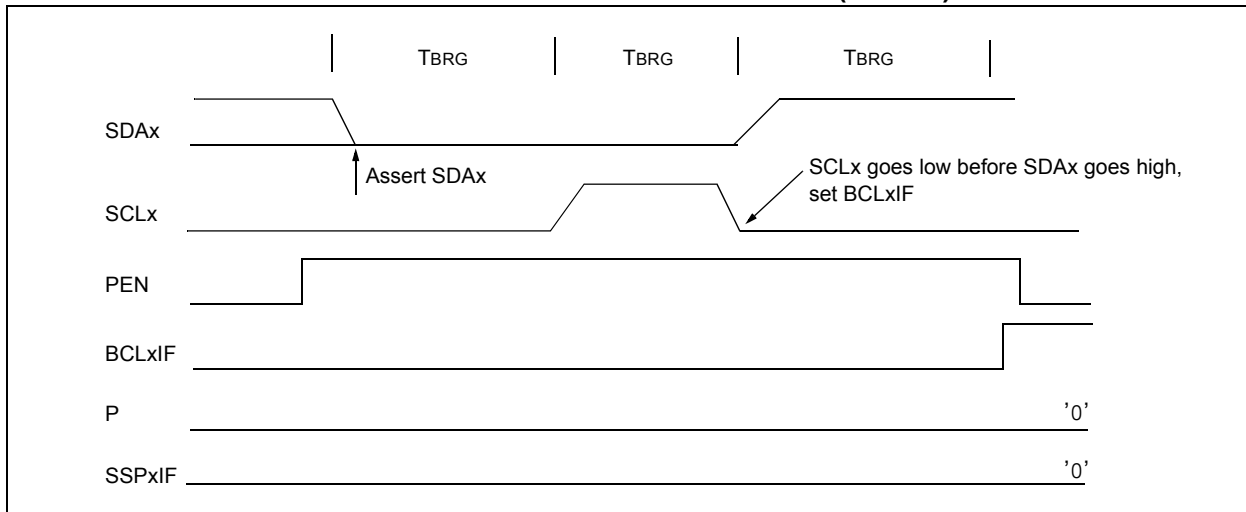 TBRG TBRG TBRG
SDAx
Assert SDAx
SCLx goes low before SDAx goes high,
set BCLxIF
SCLx
PEN
BCLxIF
P '0'
SSPxIF '0'